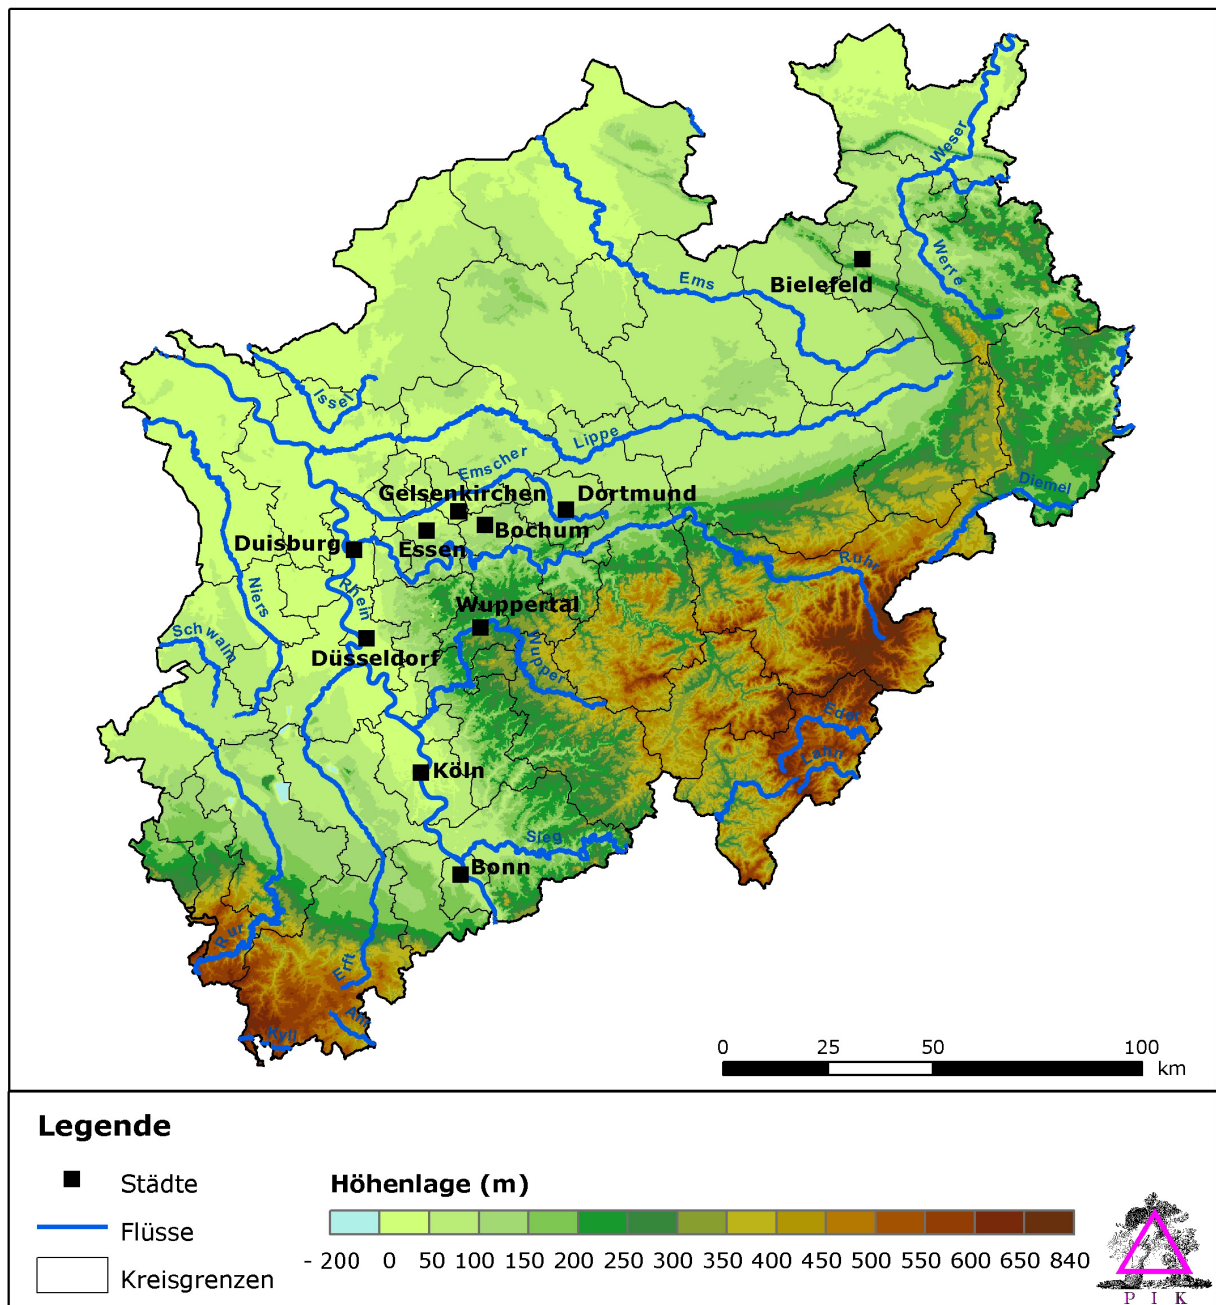 Weser
Werre
Bielefeld
Ems
Issel
Lippe
Emscher
Gelsenkirchen
Dortmund
Diemel
Duisburg
Essen
Bochum
Ruhr
Niers
Rhein
Wuppertal
Schwalm
Düsseldorf
Wupper
Eder
Lahn
Köln
Sieg
Bonn
Rur
Erft
Ahr
Kyll
0 25 50 100
km
Legende
Städte
Flüsse
Kreisgrenzen
Höhenlage (m)
- 200 0 50 100 150 200 250 300 350 400 450 500 550 600 650 840
P I K